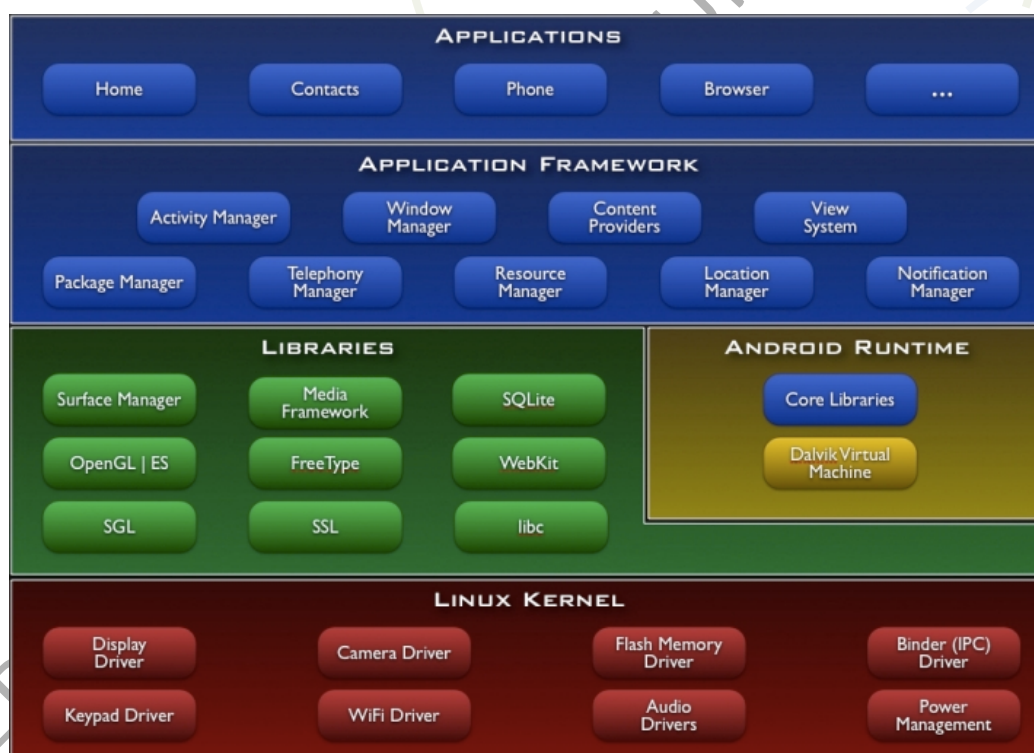 APPLICATIONS
Home Contacts Phone Browser ...
APPLICATION FRAMEWORK
Activity Manager
Window
Manager
Content
Providers
View
System
Package Manager
Telephony
Manager
Resource
Manager
Location
Manager
Notification
Manager
LIBRARIES
Surface Manager
Media
Framework
SQLite
OpenGL | ES
FreeType
WebKit
SGL
SSL
libc
ANDROID RUNTIME
Core Libraries
Dalvik Virtual
Machine
LINUX KERNEL
Display
Driver
Camera Driver
Flash Memory
Driver
Binder (IPC)
Driver
Keypad Driver
WiFi Driver
Audio
Drivers
Power
Management